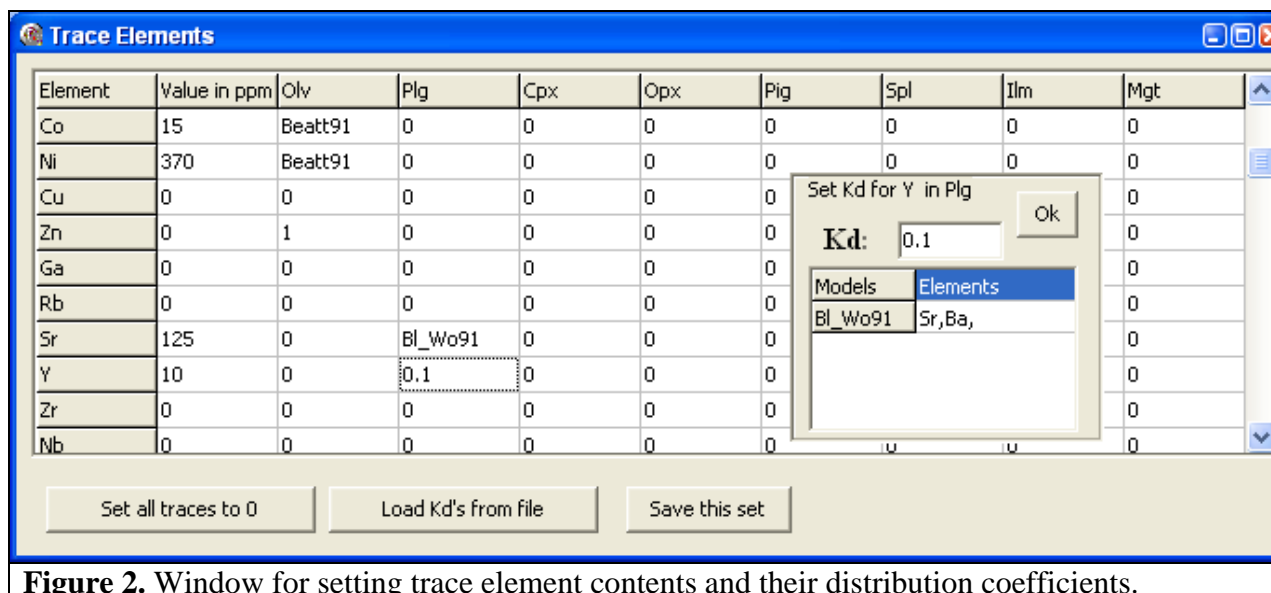 Trace Elements
Element Value in ppm Olv Plg Cpx Opx Pig Spl Ilm Mgt
Co 15 Beatt91 0 0 0 0 0 0 0
Ni 370 Beatt91 0 0 0 0 0 0 0
Cu 0 0 0 0 0 0 0
Zn 0 1 0 0 0 0 0
Ga 0 0 0 0 0 0 0
Rb 0 0 0 0 0 0 0
Sr 125 0 Bl_Wo91 0 0 0 0
Y 10 0 0.1 0 0 0 0
Zr 0 0 0 0 0 0 0
Nb 0 0 0 0 0 0 0 0 0
Set Kd for Y in Plg
Ok
Kd: 0.1
Models Elements
Bl_Wo91 Sr,Ba,
Set all traces to 0 Load Kd's from file Save this set
Figure 2. Window for setting trace element contents and their distribution coefficients.